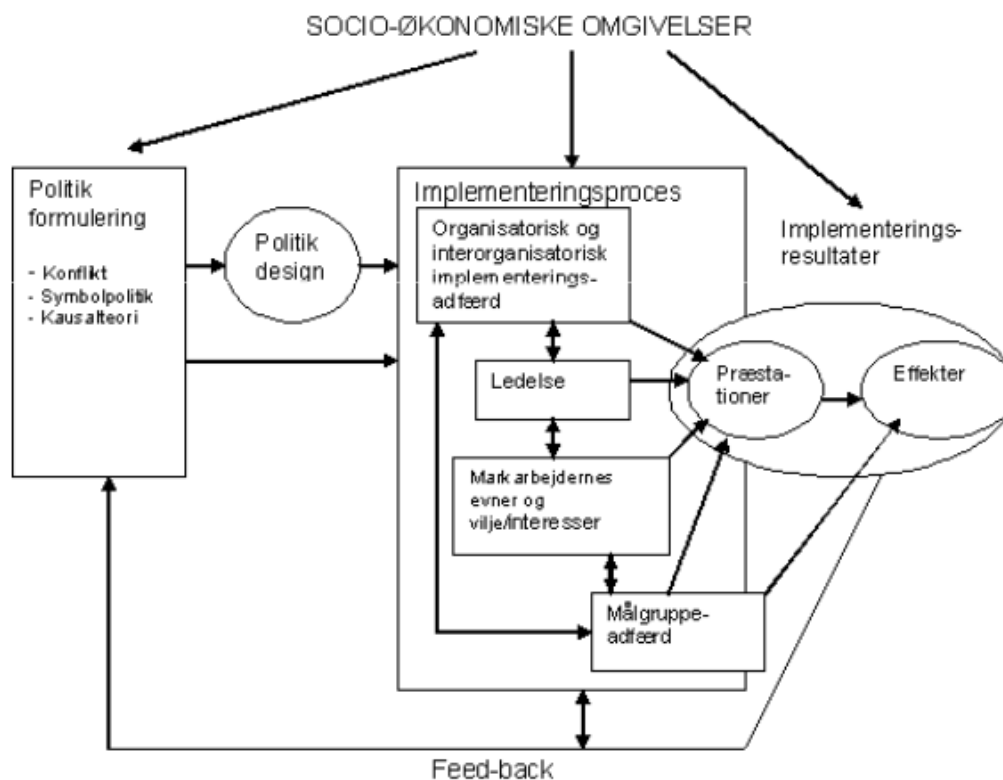 SOCIO-ØKONOMISKE OMGIVELSER
Politik
formulering
- Konflikt
- Symbolpolitik
- Kausalteori
Politik
design
Implementeringsproces
Organisatorisk og
interorganisatorisk
implementerings-
adfærd
Ledelse
Markarbejdernes
evner og
vilje/interesser
Målgruppe-
adfærd
Implementerings-
resultater
Præsta-
tioner
Effekter
Feed-back